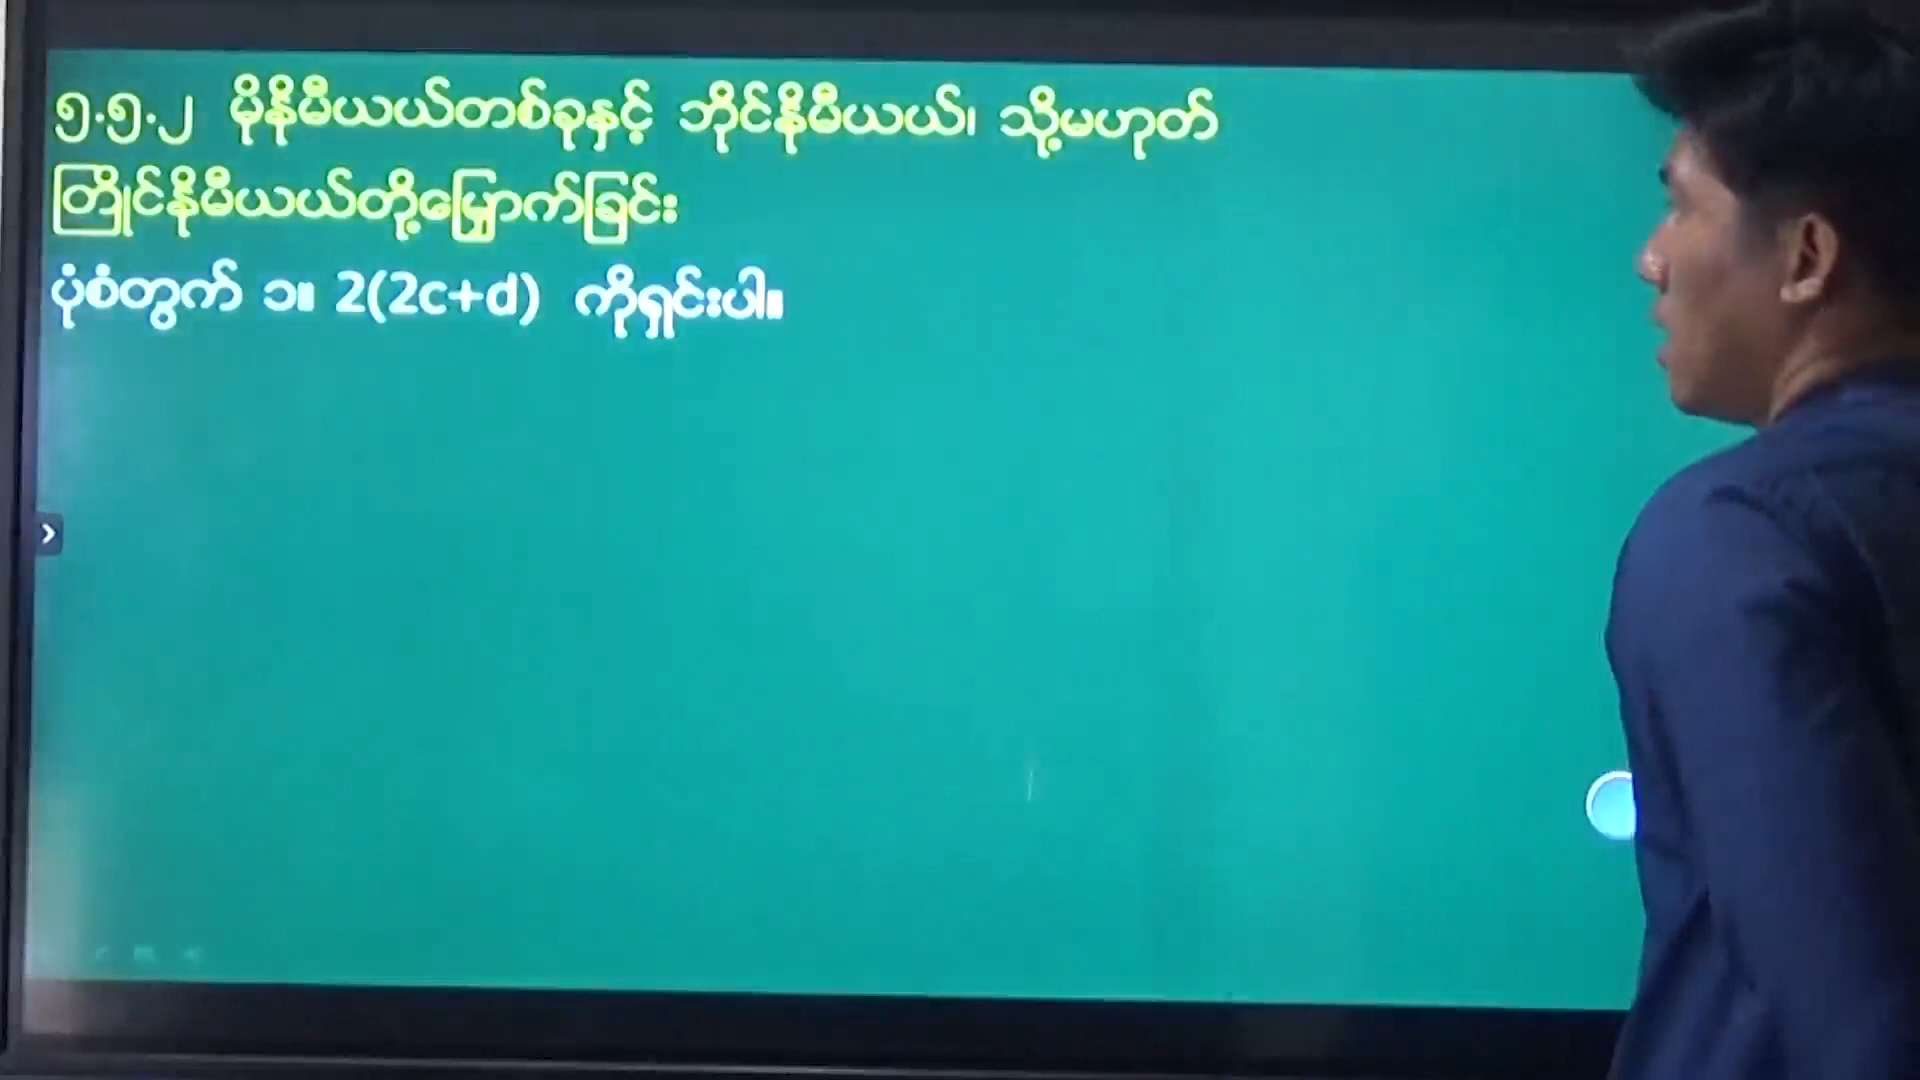 ၅.၅.၂ မိုနိုမီယယ်တစ်ခုနှင့် ဘိုင်နိုမီယယ်၊ သို့မဟုတ်
တြိုင်နိုမီယယ်တို့မြှောက်ခြင်း
ပုံစံတွက် ၁။ 2(2c+d) ကိုရှင်းပါ။